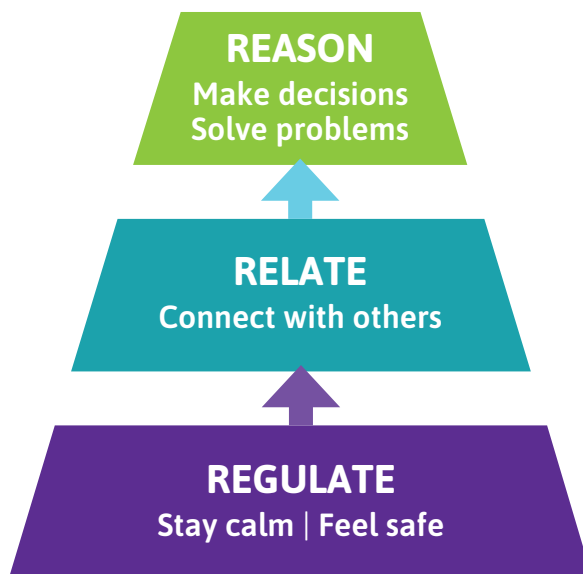 REASON
Make decisions
Solve problems
RELATE
Connect with others
REGULATE
Stay calm | Feel safe